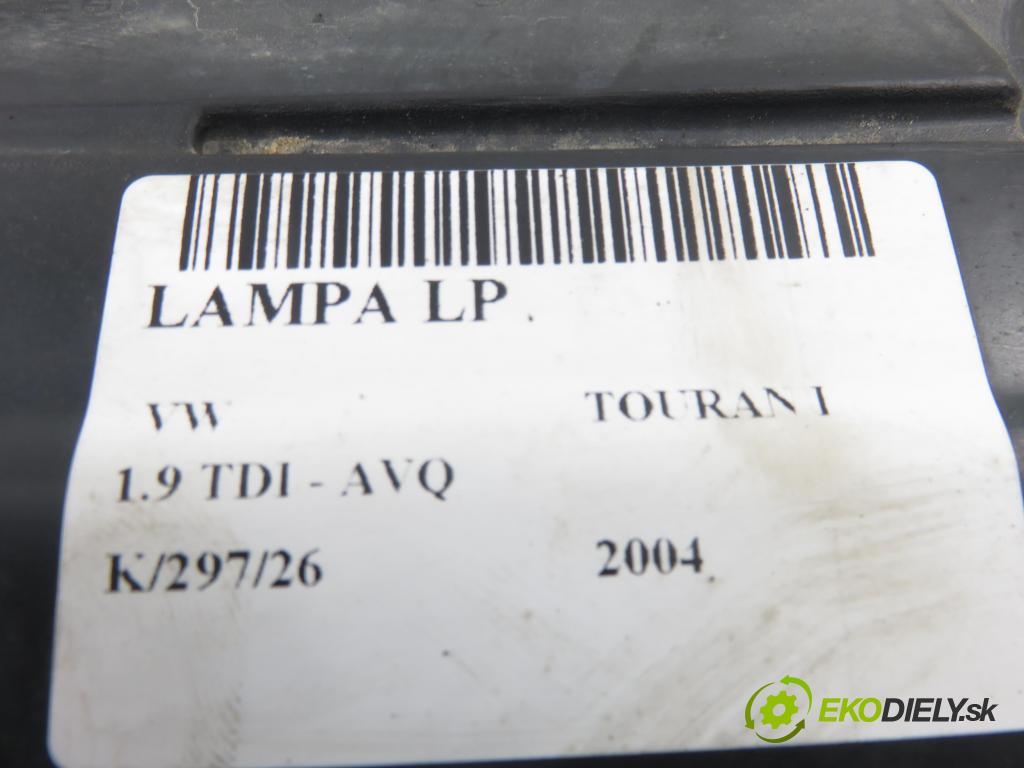 LAMPA LP
VW TOURAN I
1.9 TDI - AVQ
K/297/26 2004
EKODIELY.sk